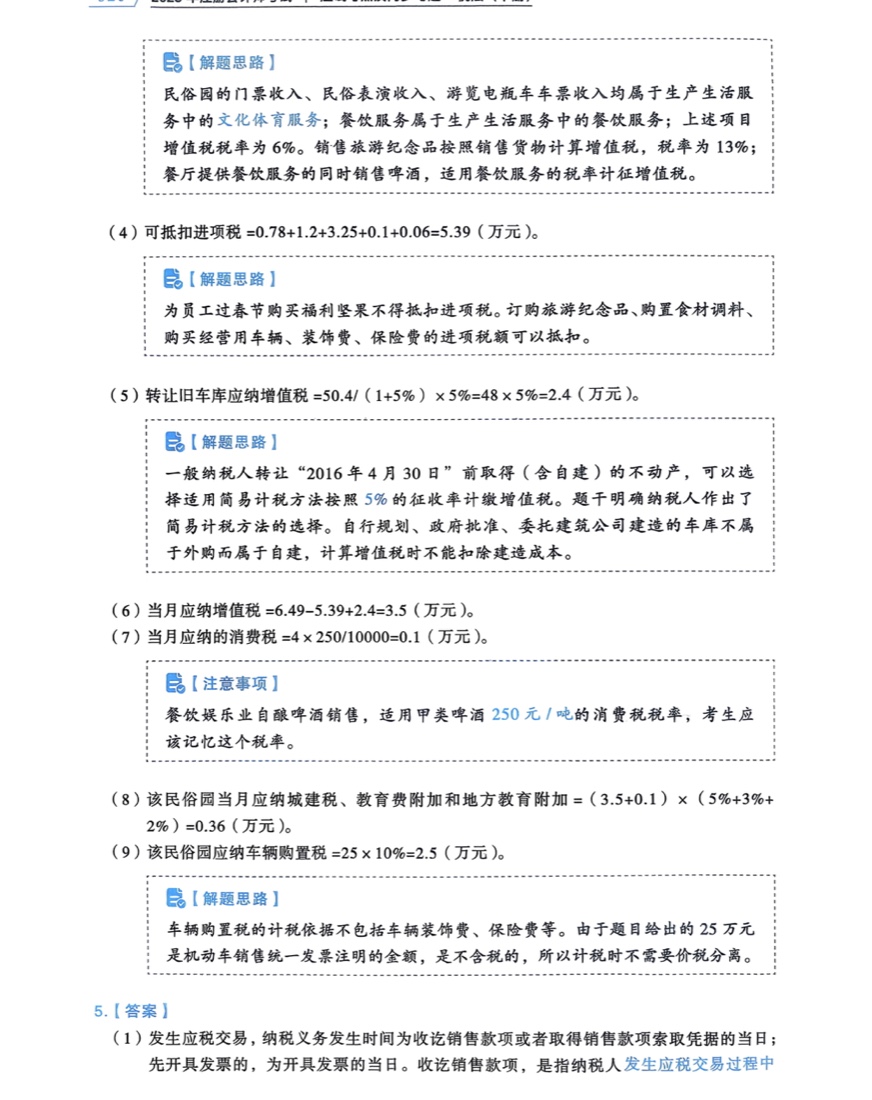 【解题思路】
民俗园的门票收入、民俗表演收入、游览电瓶车车票收入均属于生产生活服
务中的文化体育服务；餐饮服务属于生产生活服务中的餐饮服务；上述项目
增值税税率为 6%。销售旅游纪念品按照销售货物计算增值税，税率为 13%；
餐厅提供餐饮服务的同时销售啤酒，适用餐饮服务的税率计征增值税。
（4）可抵扣进项税 =0.78+1.2+3.25+0.1+0.06=5.39（万元）。
【解题思路】
为员工过春节购买福利坚果不得抵扣进项税。订购旅游纪念品、购置食材调料、
购买经营用车辆、装饰费、保险费的进项税额可以抵扣。
（5）转让旧车库应纳增值税 =50.4/（1+5%）×5%=48×5%=2.4（万元）。
【解题思路】
一般纳税人转让“2016 年 4 月 30 日”前取得（含自建）的不动产，可以选
择适用简易计税方法按照 5% 的征收率计缴增值税。题干明确纳税人作出了
简易计税方法的选择。自行规划、政府批准、委托建筑公司建造的车库不属
于外购而属于自建，计算增值税时不能扣除建造成本。
（6）当月应纳增值税 =6.49−5.39+2.4=3.5（万元）。
（7）当月应纳的消费税 =4×250/10000=0.1（万元）。
【注意事项】
餐饮娱乐业自酿啤酒销售，适用甲类啤酒 250 元 / 吨的消费税税率，考生应
该记忆这个税率。
（8）该民俗园当月应纳城建税、教育费附加和地方教育附加 =（3.5+0.1）×（5%+3%+
2%）=0.36（万元）。
（9）该民俗园应纳车辆购置税 =25×10%=2.5（万元）。
【解题思路】
车辆购置税的计税依据不包括车辆装饰费、保险费等。由于题目给出的 25 万元
是机动车销售统一发票注明的金额，是不含税的，所以计税时不需要价税分离。
5.【答案】
（1）发生应税交易，纳税义务发生时间为收讫销售款项或者取得销售款项索取凭据的当日；
先开具发票的，为开具发票的当日。收讫销售款项，是指纳税人发生应税交易过程中